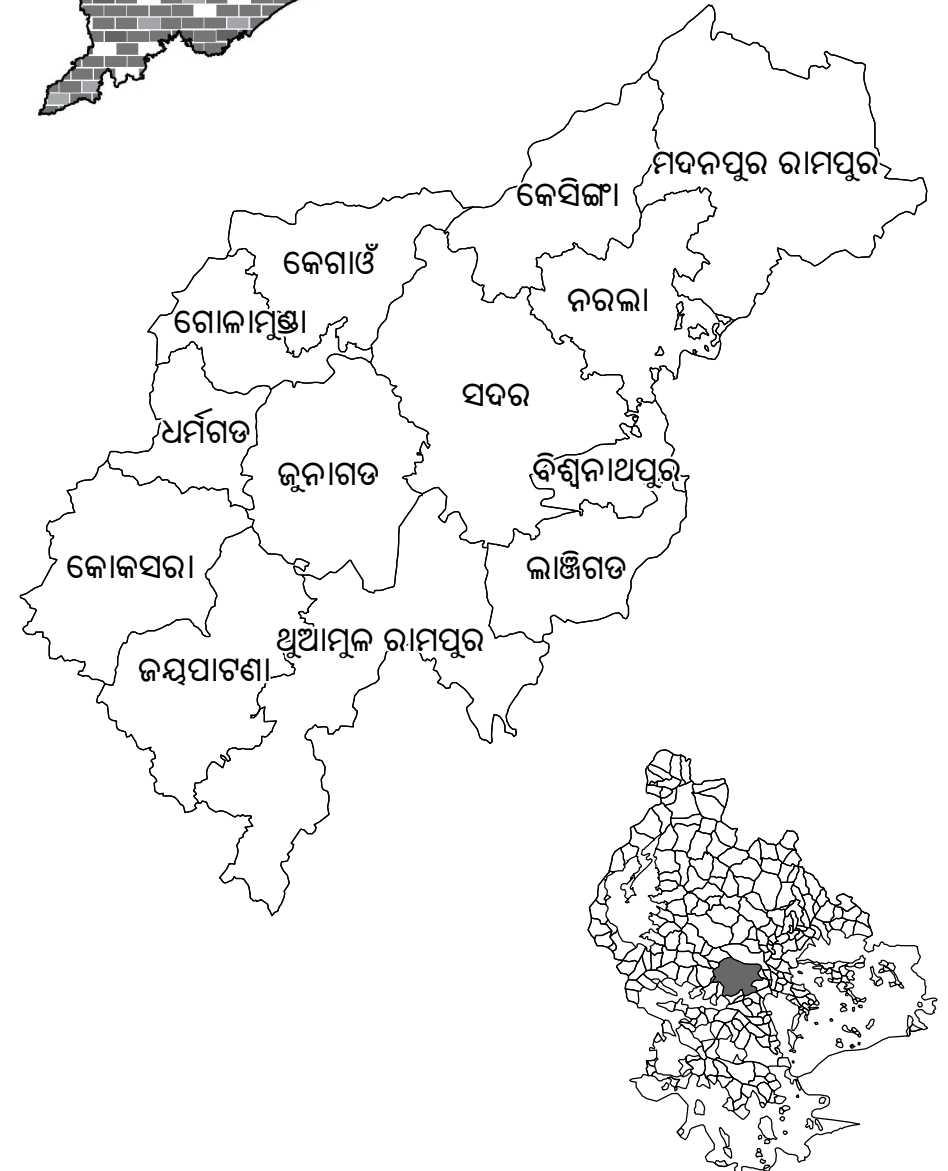 ମଦନପୁର ରାମପୁର
କେସିଙ୍ଗା
କେଗାଓଁ
ନରଲା
ଗୋଳାମୁଣ୍ଡା
ସଦର
ଧର୍ମଗଡ
ଜୁନାଗଡ
ବିଶ୍ୱନାଥପୁର
କୋକସରା
ଲାଞ୍ଜିଗଡ
ଥୁଆମୁଳ ରାମପୁର
ଜୟପାଟଣା